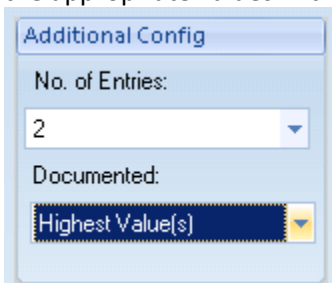 Additional Config
No. of Entries:
2
Documented:
Highest Value(s)